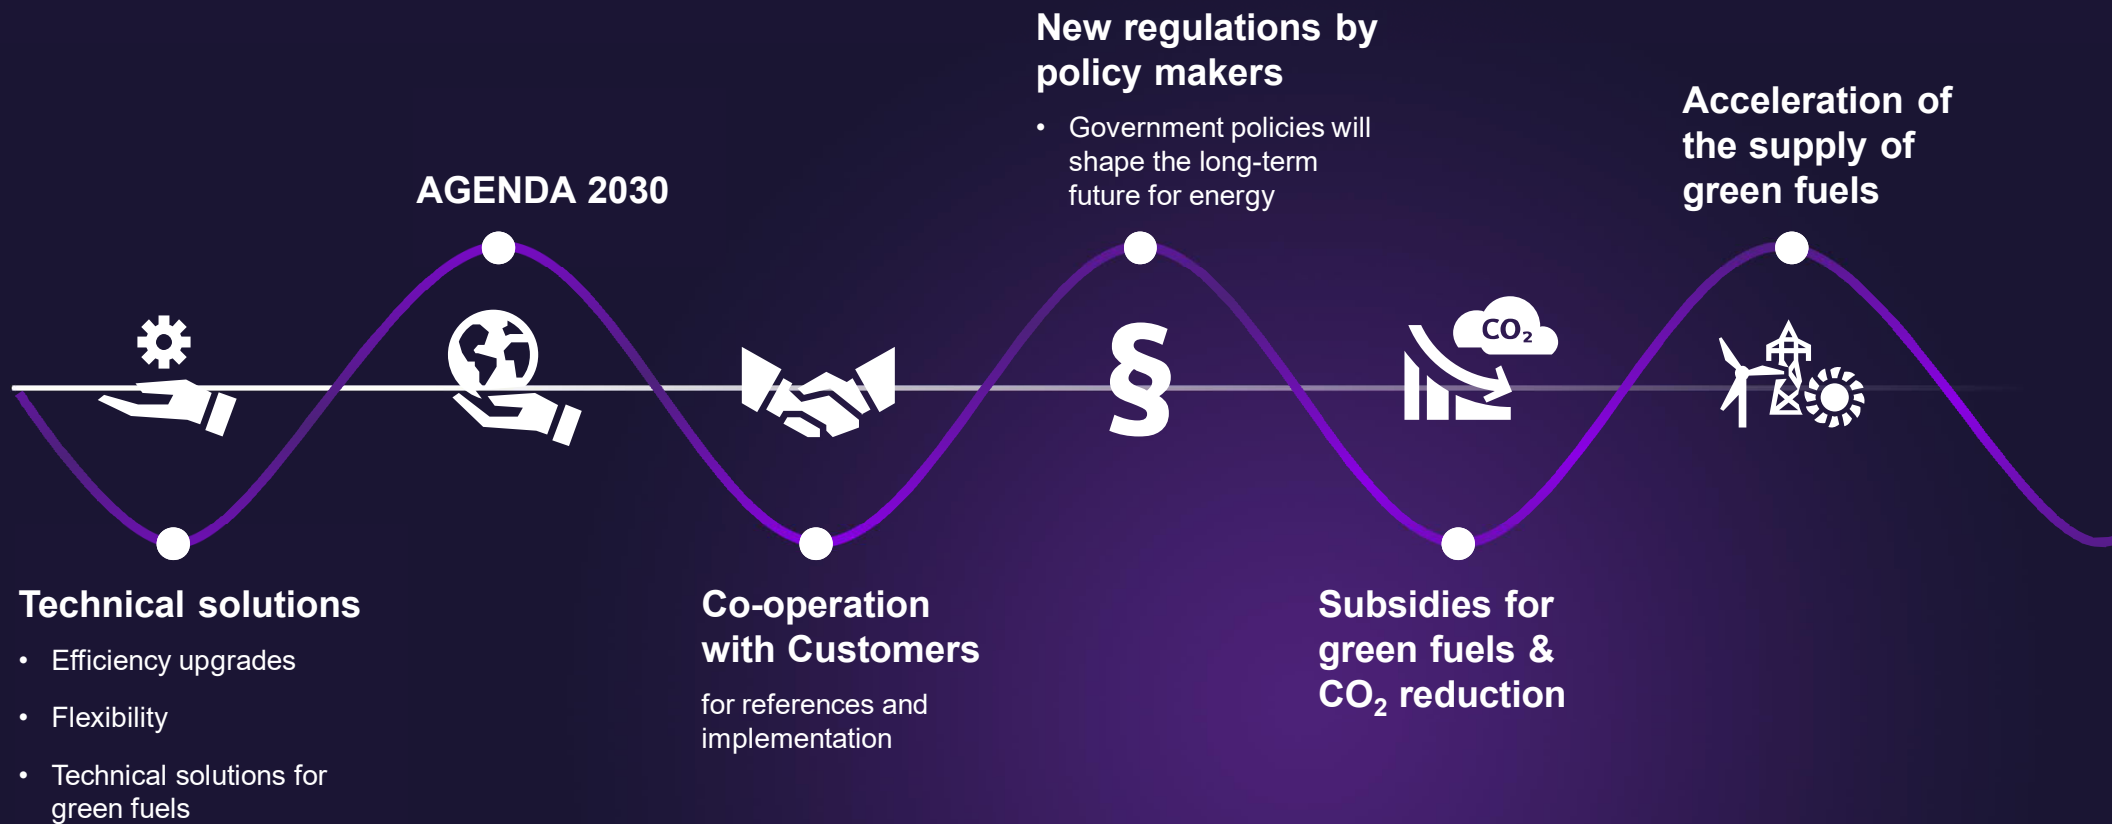 Technical solutions
• Efficiency upgrades
• Flexibility
• Technical solutions for
green fuels
AGENDA 2030
Co-operation
with Customers
for references and
implementation
New regulations by
policy makers
• Government policies will
shape the long-term
future for energy
§
CO₂
Subsidies for
green fuels &
CO₂ reduction
Acceleration of
the supply of
green fuels